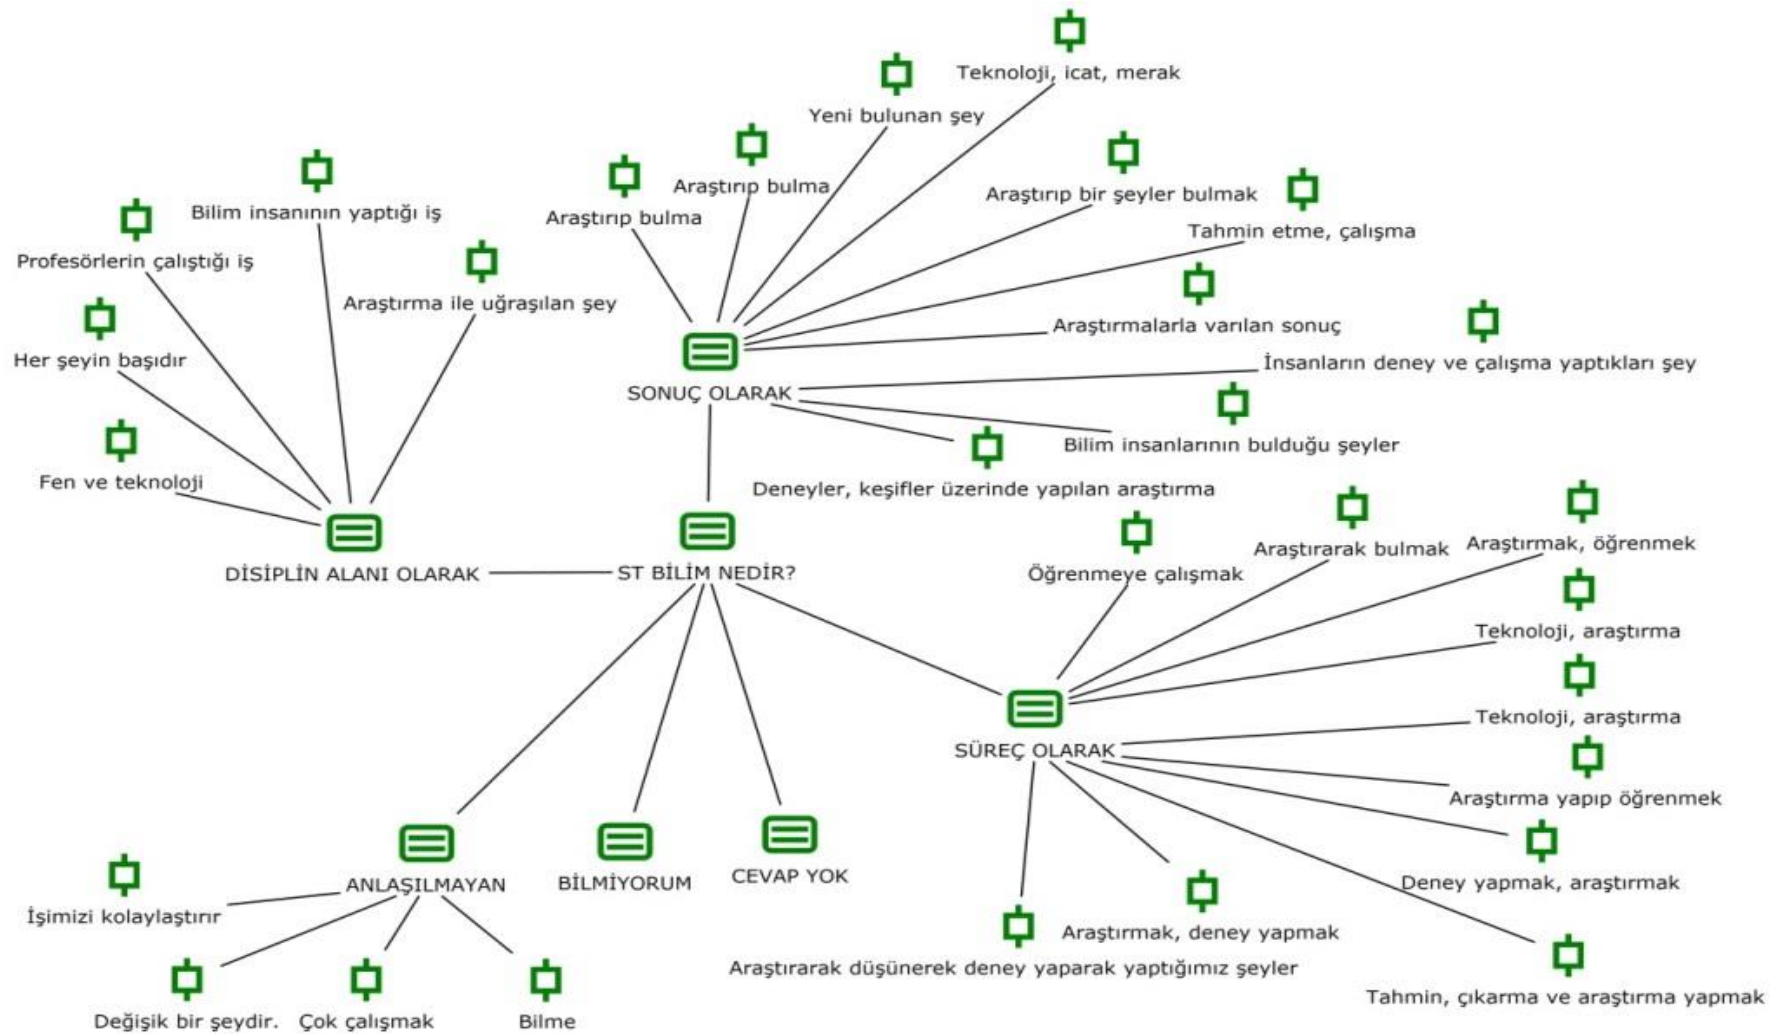 Teknoloji, icat, merak
Yeni bulunan şey
Araştırıp bulma
Araştırıp bulma
Araştırıp bir şeyler bulmak
Tahmin etme, çalışma
Araştırmalarla varılan sonuç
İnsanların deney ve çalışma yaptıkları şey
Bilim insanlarının bulduğu şeyler
Deneyler, keşifler üzerinde yapılan araştırma
SONUÇ OLARAK
Bilim insanının yaptığı iş
Profesörlerin çalıştığı iş
Araştırma ile uğraşılan şey
Her şeyin başıdır
Fen ve teknoloji
DİSİPLİN ALANI OLARAK
ST BİLİM NEDİR?
Öğrenmeye çalışmak
Araştırarak bulmak
Araştırmak, öğrenmek
Teknoloji, araştırma
Teknoloji, araştırma
SÜREÇ OLARAK
Araştırma yapıp öğrenmek
Deney yapmak, araştırmak
Araştırmak, deney yapmak
Araştırarak düşünerek deney yaparak yaptığımız şeyler
Tahmin, çıkarma ve araştırma yapmak
ANLAŞILMAYAN
BİLMİYORUM
CEVAP YOK
İşimizi kolaylaştırır
Değişik bir şeydir.
Çok çalışmak
Bilme